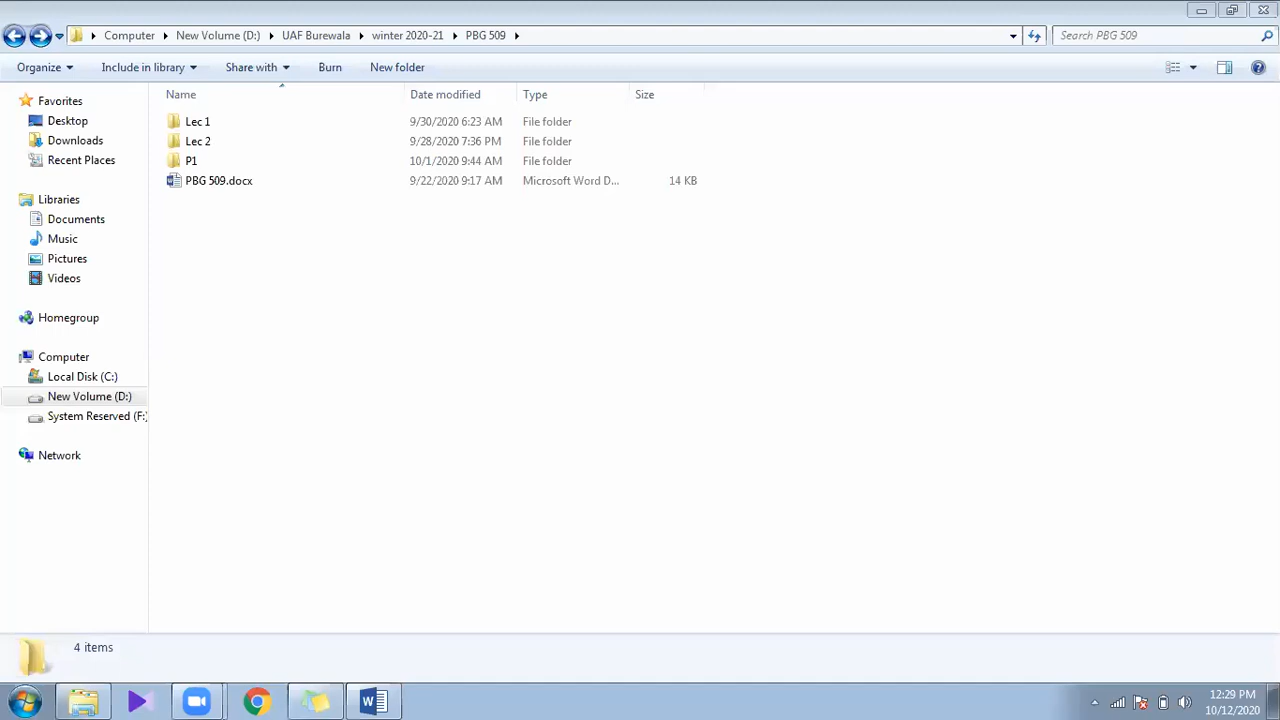 Computer New Volume (D:) UAF Burewala winter 2020-21 PBG 509 Search PBG 509
Organize Include in library Share with Burn New folder
Name Date modified Type Size
Favorites
Desktop
Downloads
Recent Places
Libraries
Documents
Music
Pictures
Videos
Homegroup
Computer
Local Disk (C:)
New Volume (D:)
System Reserved (F:)
Network
Lec 1 9/30/2020 6:23 AM File folder
Lec 2 9/28/2020 7:36 PM File folder
P1 10/1/2020 9:44 AM File folder
PBG 509.docx 9/22/2020 9:17 AM Microsoft Word D... 14 KB
4 items
12:29 PM
10/12/2020